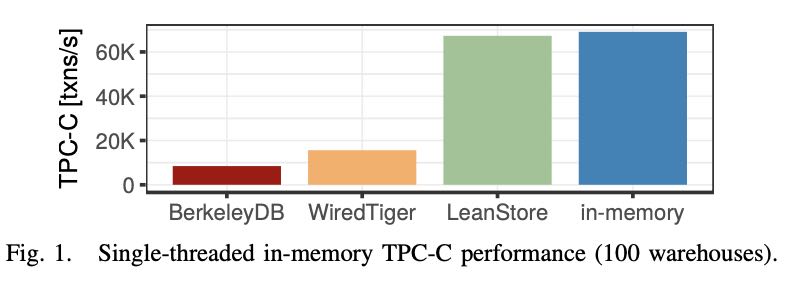 TPC-C [txns/s]
60K
40K
20K
0
BerkeleyDB WiredTiger LeanStore in-memory
Fig. 1. Single-threaded in-memory TPC-C performance (100 warehouses).